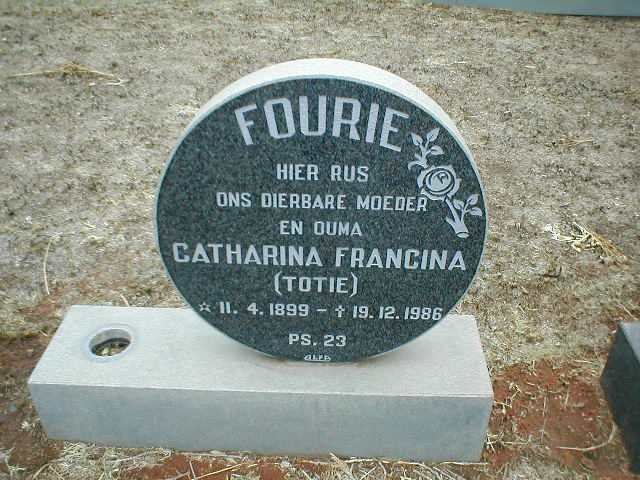 FOURIE
HIER RUS
ONS DIERBARE MOEDER
EN OUMA
CATHARINA FRANCINA
(TOTIE)
☆ 11. 4. 1899 - ✝ 19. 12. 1986
PS. 23
ALFA